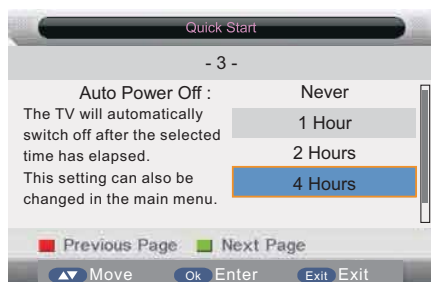 Quick Start
- 3 -
Auto Power Off :
The TV will automatically
switch off after the selected
time has elapsed.
This setting can also be
changed in the main menu.
Never
1 Hour
2 Hours
4 Hours
Previous Page Next Page
Move Ok Enter Exit Exit